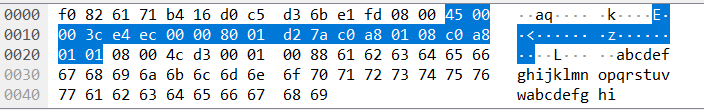 0000 f0 82 61 71 b4 16 d0 c5 d3 6b e1 fd 08 00 45 00 ··aq···· ·k····E·
0010 00 3c e4 ec 00 00 80 01 d2 7a c0 a8 01 08 c0 a8 ·<······ ·z······
0020 01 01 08 00 4c d3 00 01 00 88 61 62 63 64 65 66 ····L··· ··abcdef
0030 67 68 69 6a 6b 6c 6d 6e 6f 70 71 72 73 74 75 76 ghijklmn opqrstuv
0040 77 61 62 63 64 65 66 67 68 69 wabcdefg hi